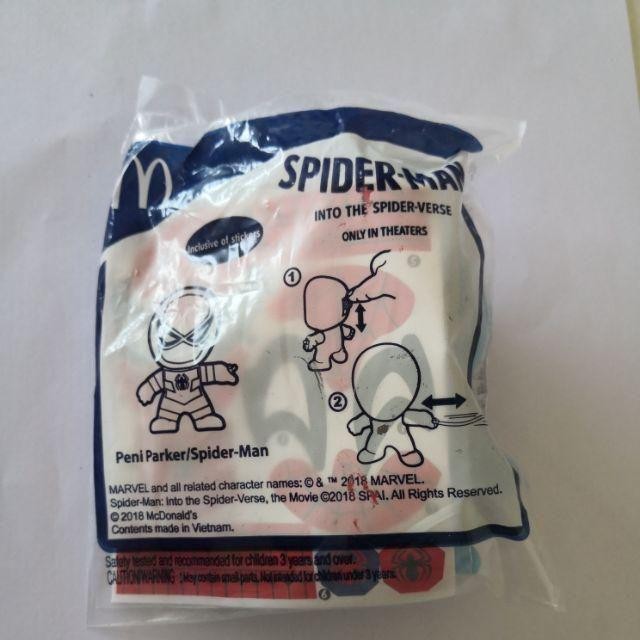 SPIDER-MAN
INTO THE SPIDER-VERSE
ONLY IN THEATERS
Inclusive of stickers
1
2
Peni Parker/Spider-Man
MARVEL and all related character names: © & ™ 2018 MARVEL.
Spider-Man: Into the Spider-Verse, the Movie ©2018 SPAI. All Rights Reserved.
© 2018 McDonald's
Contents made in Vietnam.
Safety tested and recommended for children 3 years and over.
CAUTION/WARNING : May contain small parts. Not intended for children under 3 years.
6